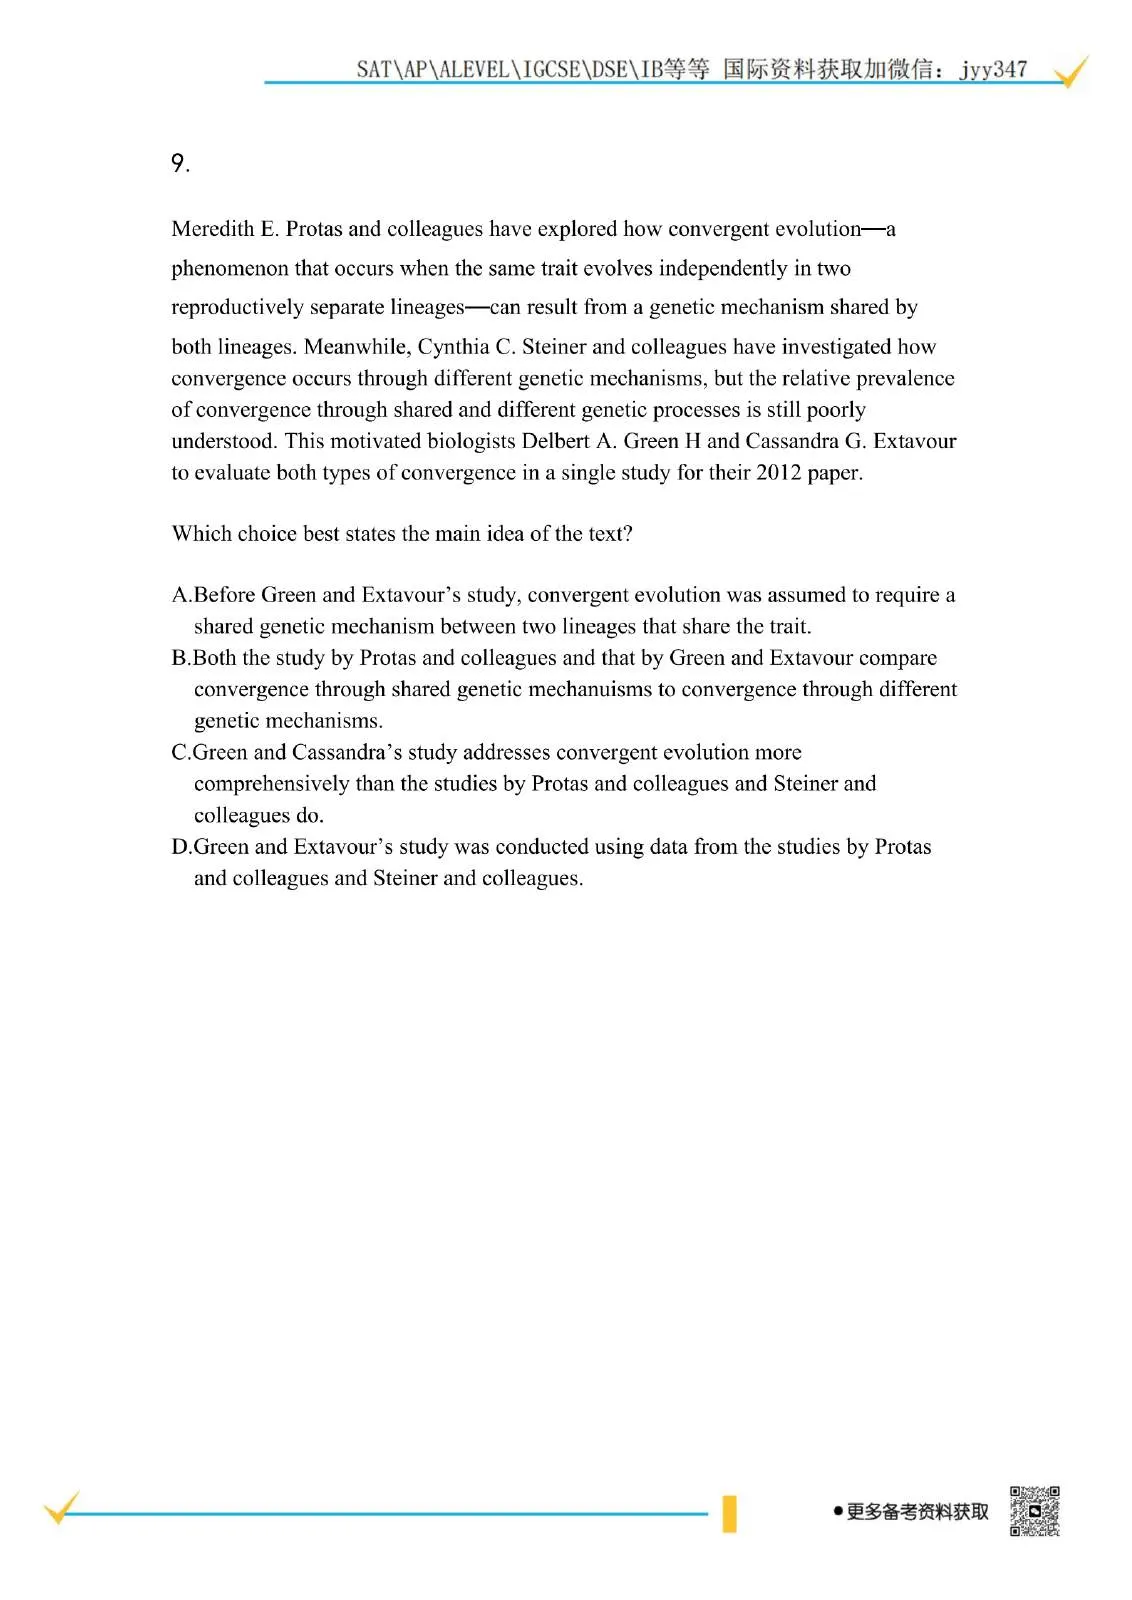 SAT\AP\ALEVEL\IGCSE\DSE\IB等等 国际资料获取加微信：jyy347
9.
Meredith E. Protas and colleagues have explored how convergent evolution—a
phenomenon that occurs when the same trait evolves independently in two
reproductively separate lineages—can result from a genetic mechanism shared by
both lineages. Meanwhile, Cynthia C. Steiner and colleagues have investigated how
convergence occurs through different genetic mechanisms, but the relative prevalence
of convergence through shared and different genetic processes is still poorly
understood. This motivated biologists Delbert A. Green H and Cassandra G. Extavour
to evaluate both types of convergence in a single study for their 2012 paper.
Which choice best states the main idea of the text?
A.Before Green and Extavour's study, convergent evolution was assumed to require a
shared genetic mechanism between two lineages that share the trait.
B.Both the study by Protas and colleagues and that by Green and Extavour compare
convergence through shared genetic mechanuisms to convergence through different
genetic mechanisms.
C.Green and Cassandra's study addresses convergent evolution more
comprehensively than the studies by Protas and colleagues and Steiner and
colleagues do.
D.Green and Extavour's study was conducted using data from the studies by Protas
and colleagues and Steiner and colleagues.
●更多备考资料获取